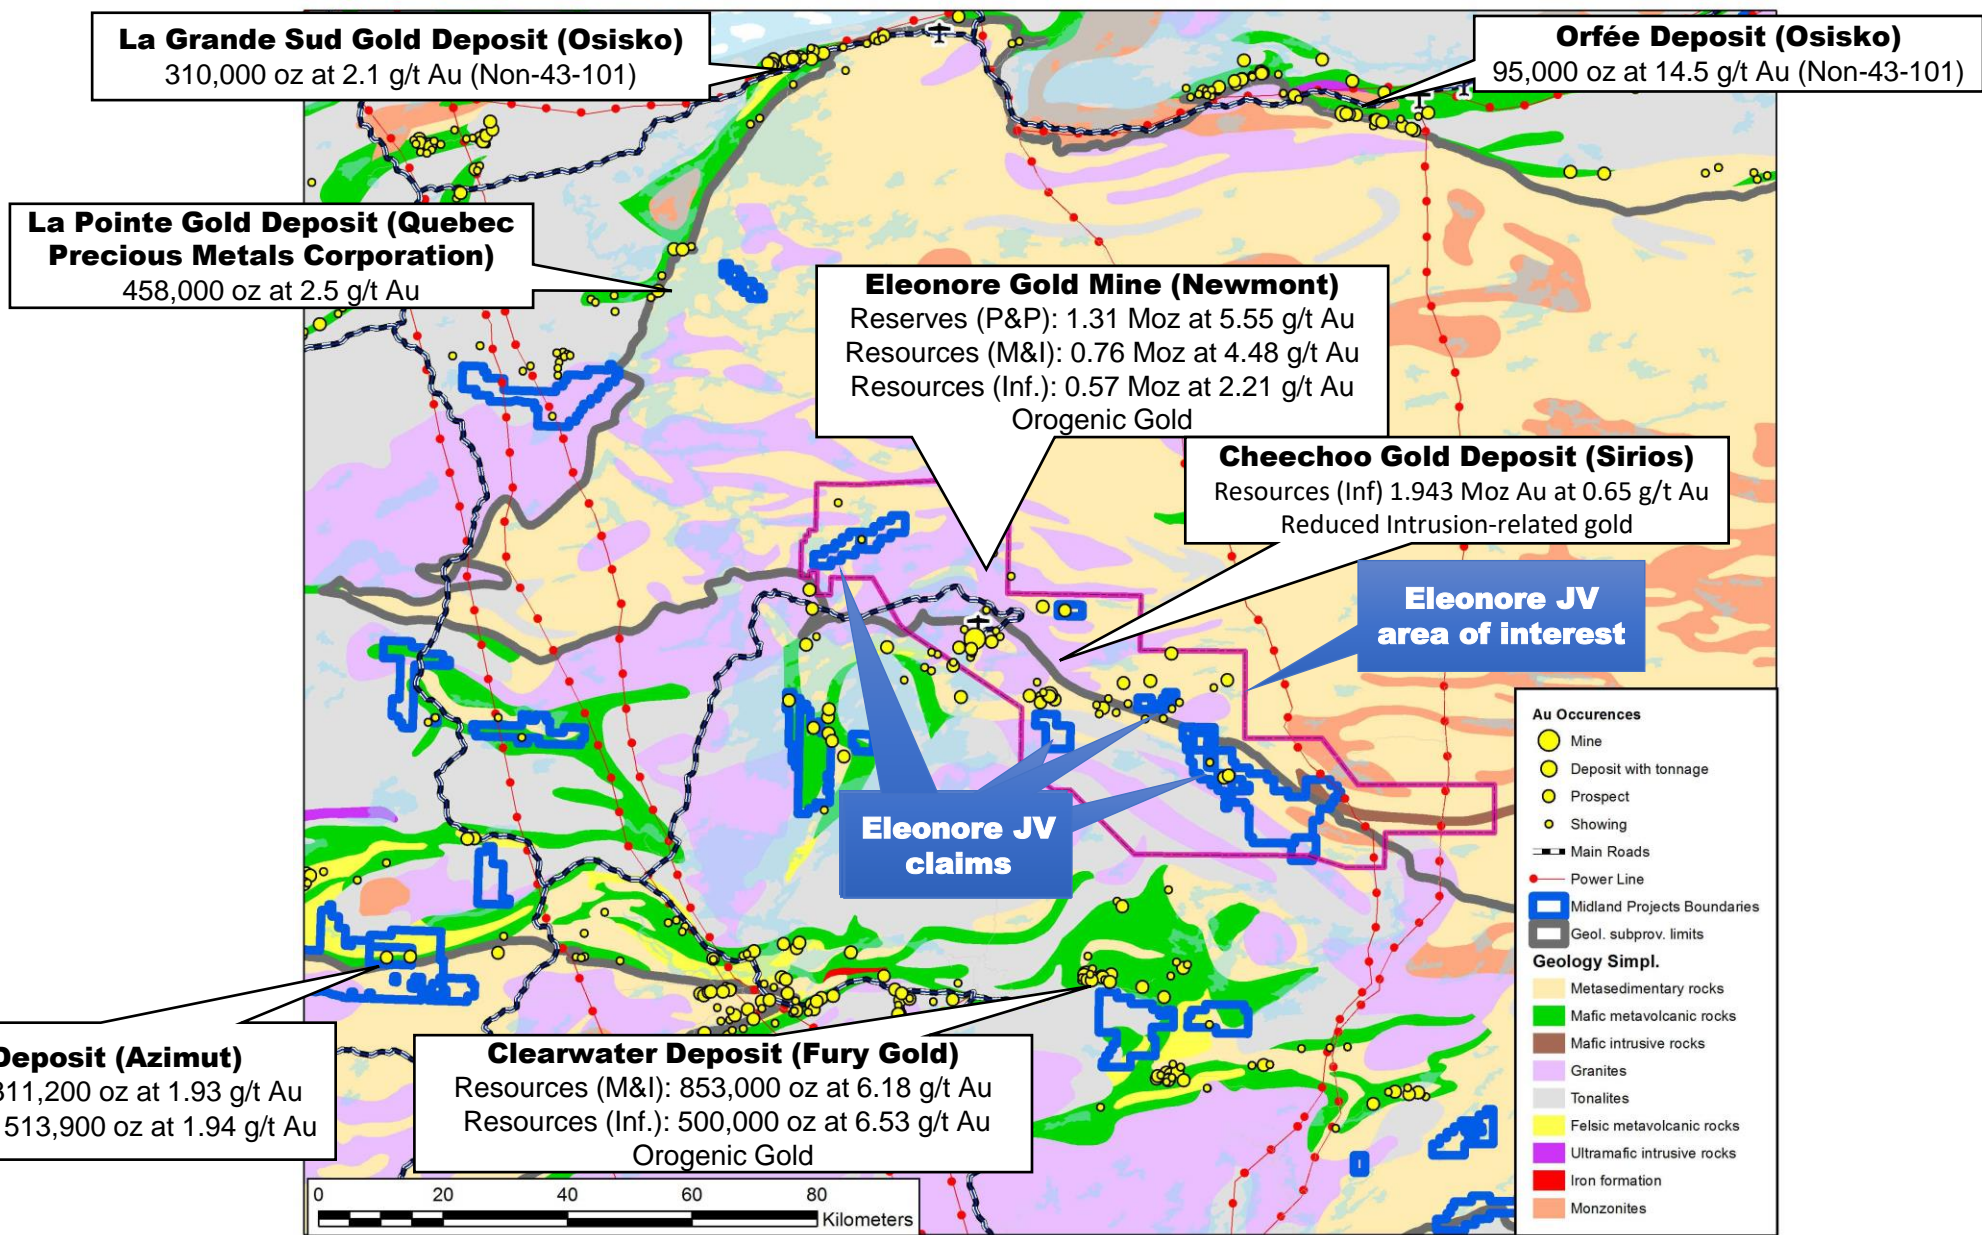 La Grande Sud Gold Deposit (Osisko)
310,000 oz at 2.1 g/t Au (Non-43-101)
Orfée Deposit (Osisko)
95,000 oz at 14.5 g/t Au (Non-43-101)
La Pointe Gold Deposit (Quebec
Precious Metals Corporation)
458,000 oz at 2.5 g/t Au
Eleonore Gold Mine (Newmont)
Reserves (P&P): 1.31 Moz at 5.55 g/t Au
Resources (M&I): 0.76 Moz at 4.48 g/t Au
Resources (Inf.): 0.57 Moz at 2.21 g/t Au
Orogenic Gold
Cheechoo Gold Deposit (Sirios)
Resources (Inf) 1.943 Moz Au at 0.65 g/t Au
Reduced Intrusion-related gold
Eleonore JV
area of interest
Eleonore JV
claims
Deposit (Azimut)
311,200 oz at 1.93 g/t Au
513,900 oz at 1.94 g/t Au
Clearwater Deposit (Fury Gold)
Resources (M&I): 853,000 oz at 6.18 g/t Au
Resources (Inf.): 500,000 oz at 6.53 g/t Au
Orogenic Gold
0 20 40 60 80
Kilometers
Au Occurences
Mine
Deposit with tonnage
Prospect
Showing
Main Roads
Power Line
Midland Projects Boundaries
Geol. subprov. limits
Geology Simpl.
Metasedimentary rocks
Mafic metavolcanic rocks
Mafic intrusive rocks
Granites
Tonalites
Felsic metavolcanic rocks
Ultramafic intrusive rocks
Iron formation
Monzonites